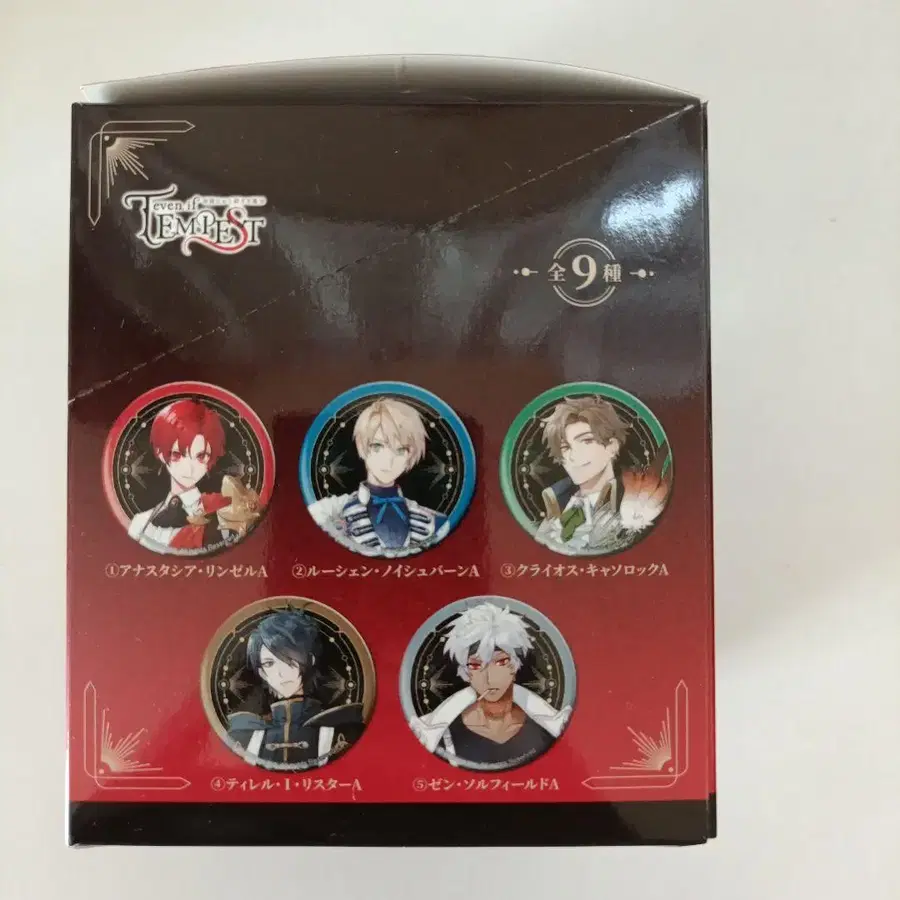 even if
TEMPEST
全9種
①アナスタシア・リンゼルA
②ルーシェン・ノイシュバーンA
③クライオス・キャソロックA
④ティレル・I・リスターA
⑤ゼン・ソルフィールドA